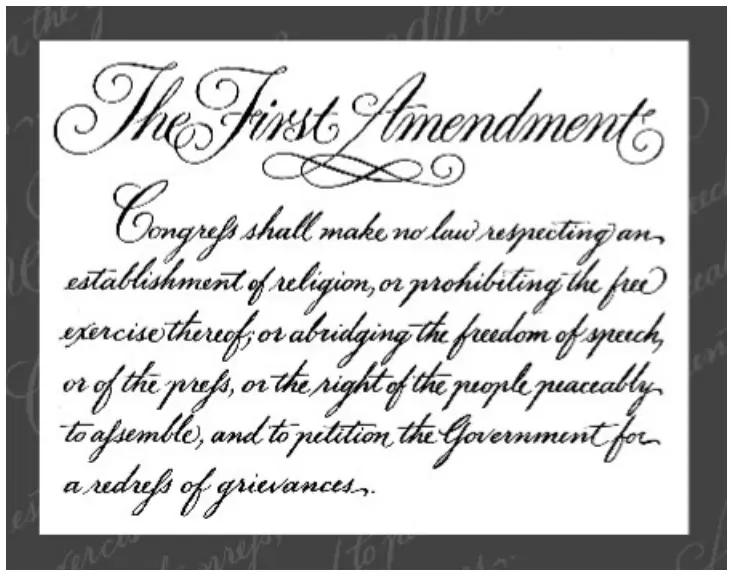 The First Amendment
Congreſs shall make no law respecting an
establishment of religion, or prohibiting the free
exercise thereof; or abridging the freedom of speech,
or of the preſs, or the right of the people peaceably
to aſsemble, and to petition the Government for
a redreſs of grievances.